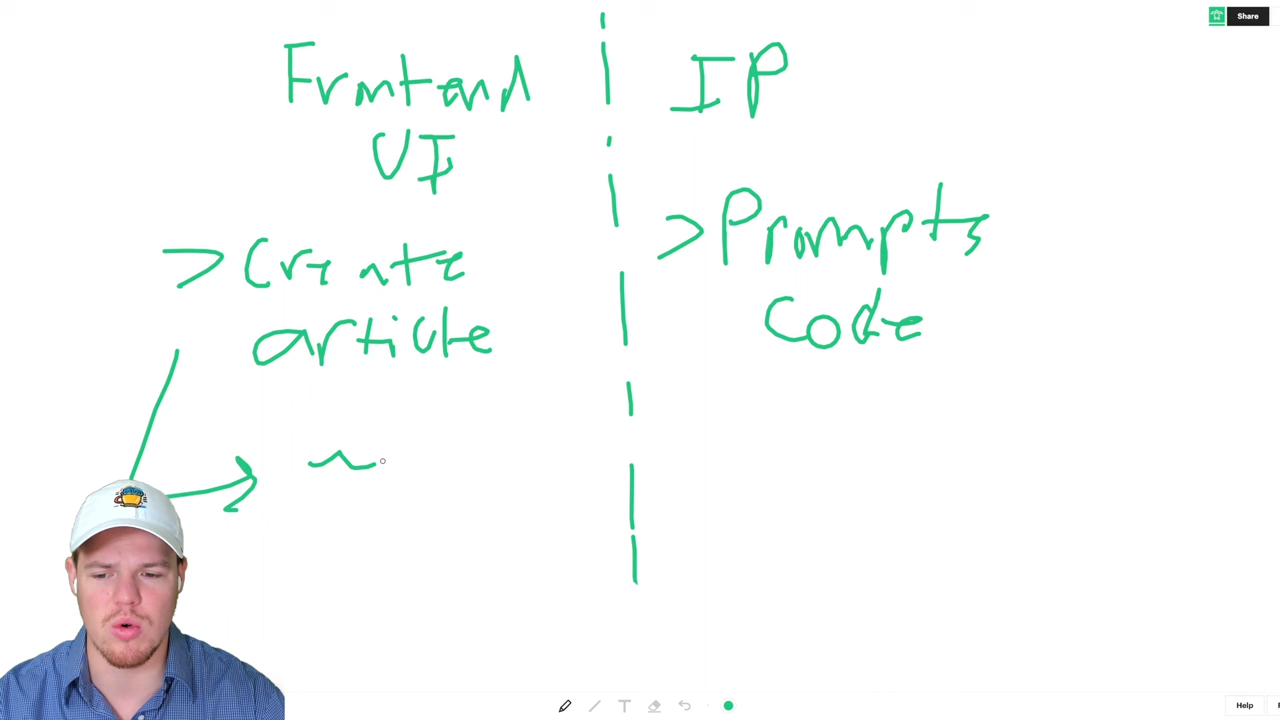 Share
Frontend
UI
> Create
article
IP
> Prompts
Code
T
Help